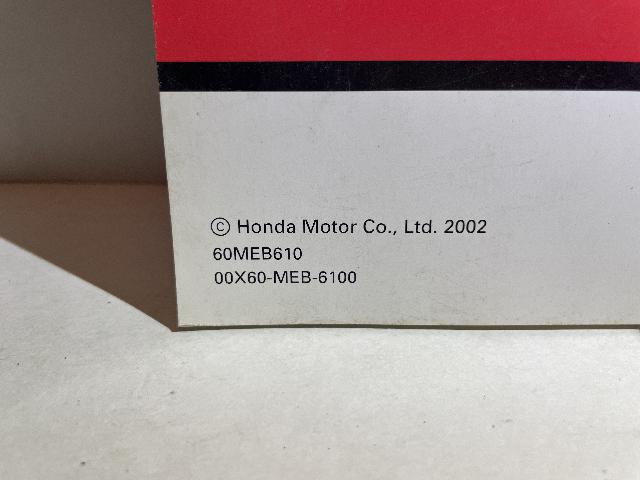 © Honda Motor Co., Ltd. 2002
60MEB610
00X60-MEB-6100